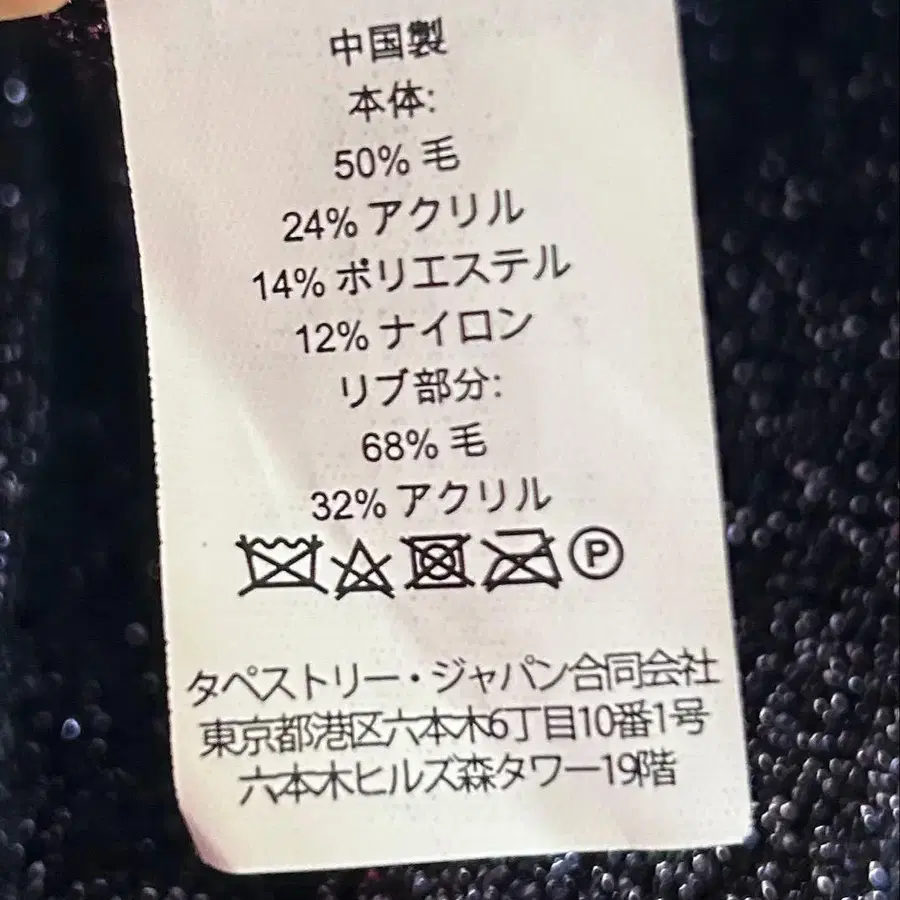 中国製
本体:
50% 毛
24% アクリル
14% ポリエステル
12% ナイロン
リブ部分:
68% 毛
32% アクリル
P
タペストリー・ジャパン合同会社
東京都港区六本木6丁目10番1号
六本木ヒルズ森タワー19階